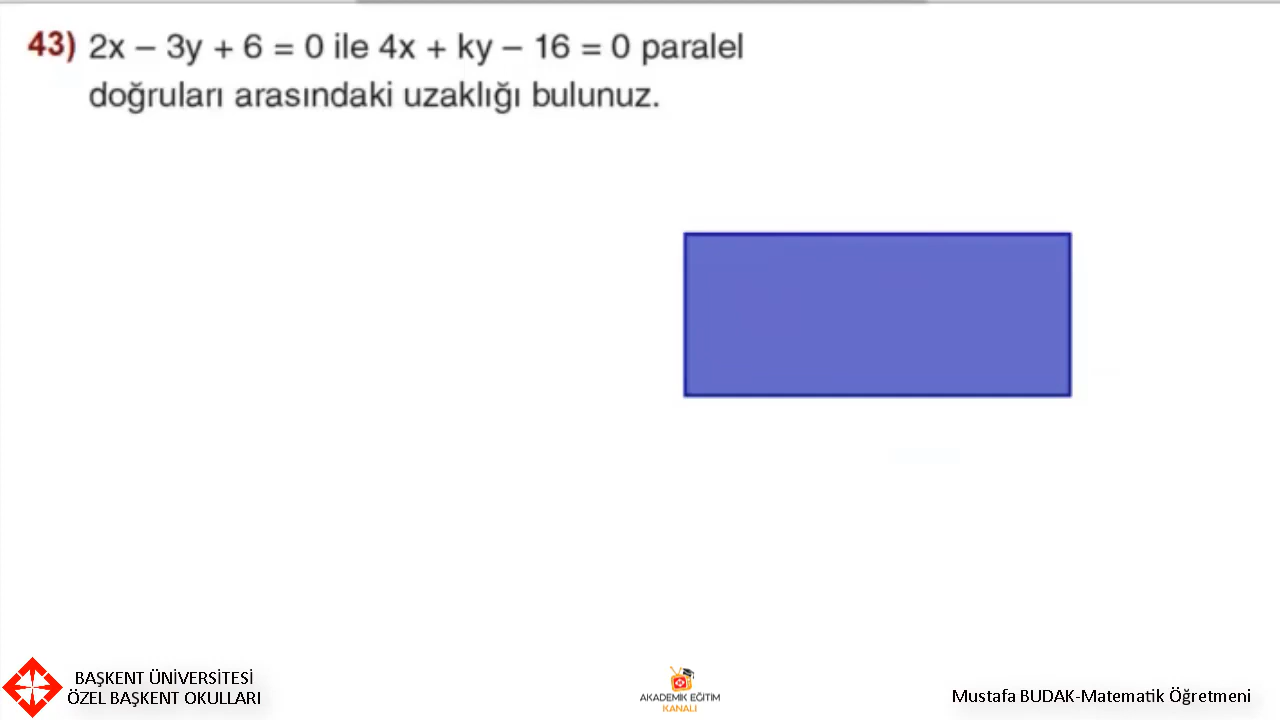 43) 2x – 3y + 6 = 0 ile 4x + ky – 16 = 0 paralel
doğruları arasındaki uzaklığı bulunuz.
BAŞKENT ÜNİVERSİTESİ
ÖZEL BAŞKENT OKULLARI
AKADEMİK EĞİTİM
KANALI
Mustafa BUDAK-Matematik Öğretmeni